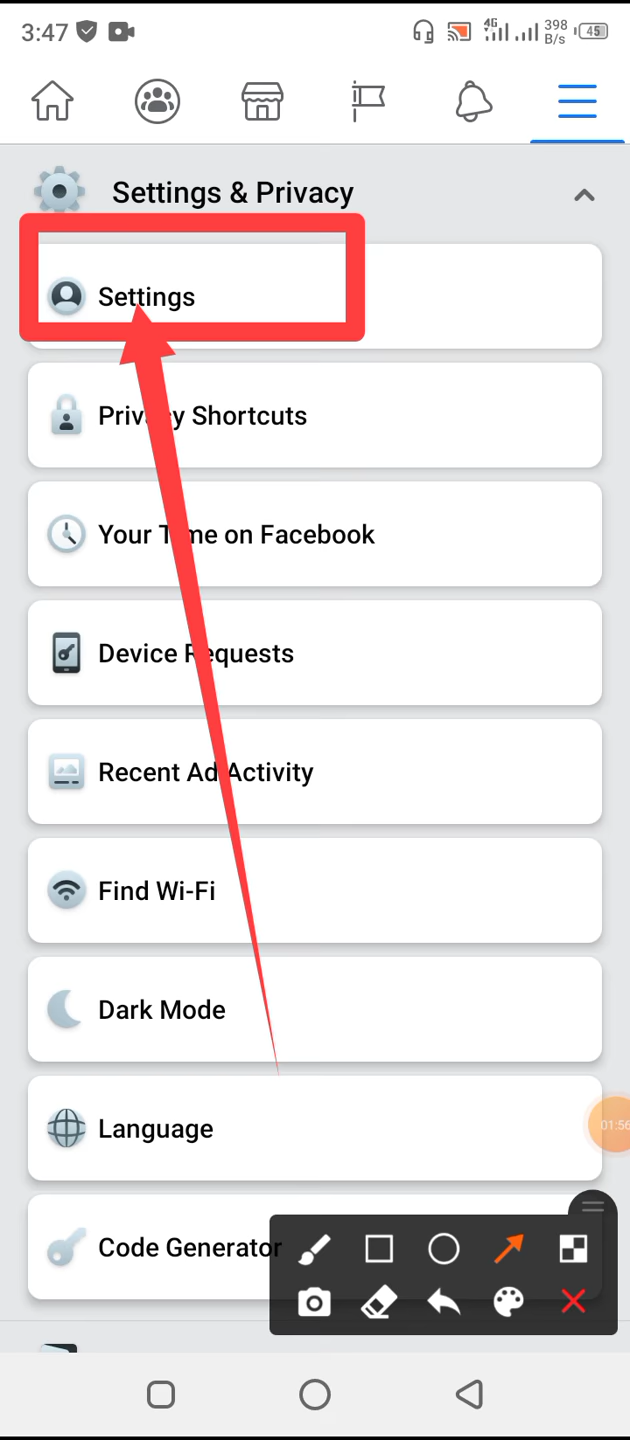 3:47
4G
398
B/s
45
Settings & Privacy
Settings
Privacy Shortcuts
Your Time on Facebook
Device Requests
Recent Ad Activity
Find Wi-Fi
Dark Mode
Language
01:56
Code Generator